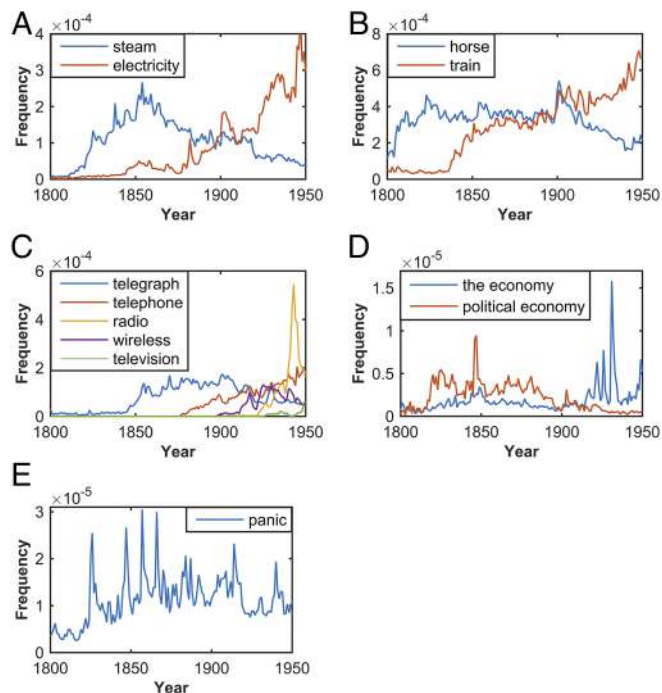 A
×10⁻⁴
steam
electricity
Frequency
4
3
2
1
0
1800
1850
1900
1950
Year
B
×10⁻⁴
horse
train
Frequency
8
6
4
2
0
1800
1850
1900
1950
Year
C
×10⁻⁴
telegraph
telephone
radio
wireless
television
Frequency
6
4
2
0
1800
1850
1900
1950
Year
D
×10⁻⁵
the economy
political economy
Frequency
2
1.5
1
0.5
0
1800
1850
1900
1950
Year
E
×10⁻⁵
panic
Frequency
3
2
1
0
1800
1850
1900
1950
Year